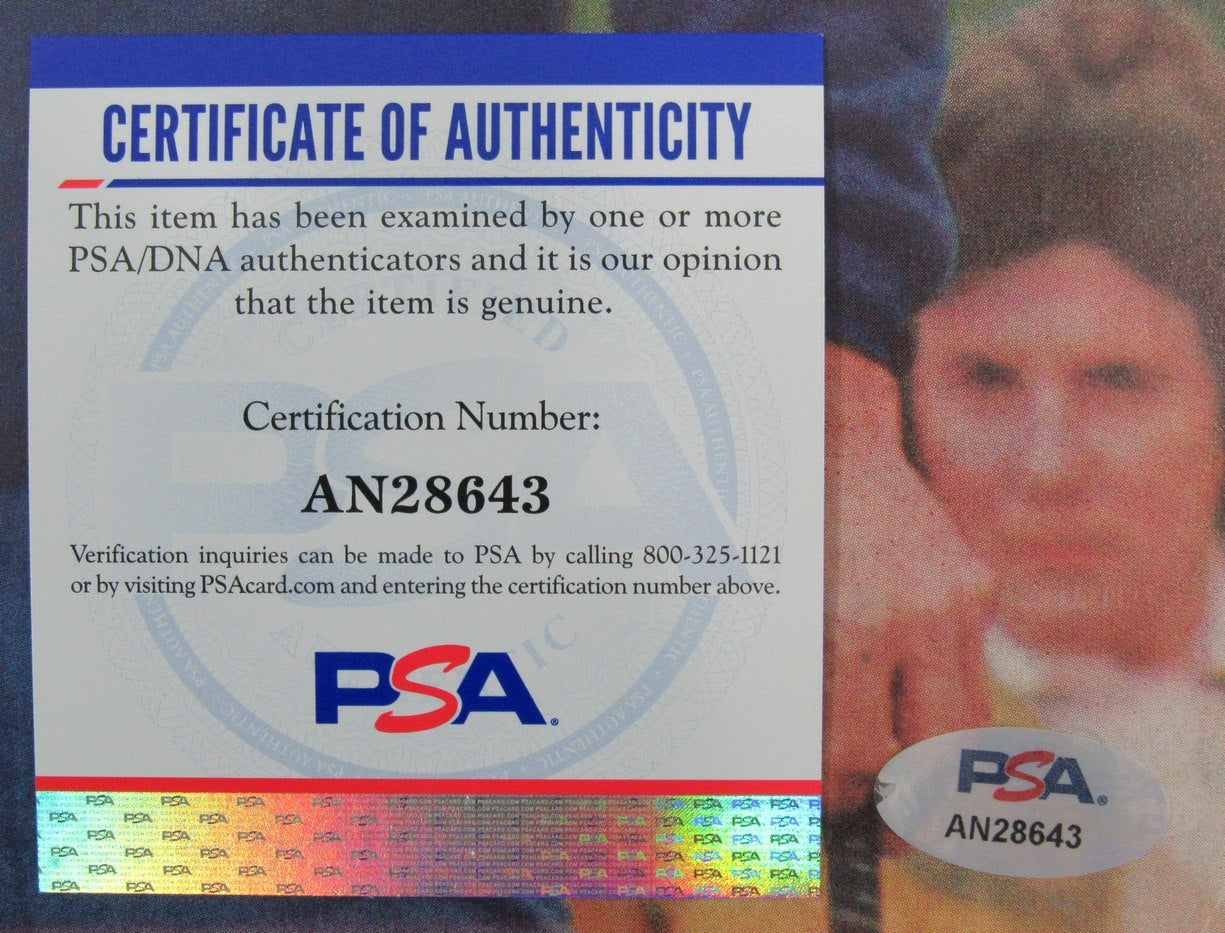 CERTIFICATE OF AUTHENTICITY
This item has been examined by one or more
PSA/DNA authenticators and it is our opinion
that the item is genuine.
CERTIFIED
Certification Number:
AN28643
Verification inquiries can be made to PSA by calling 800-325-1121
or by visiting PSAcard.com and entering the certification number above.
PSA
PSA
AN28643